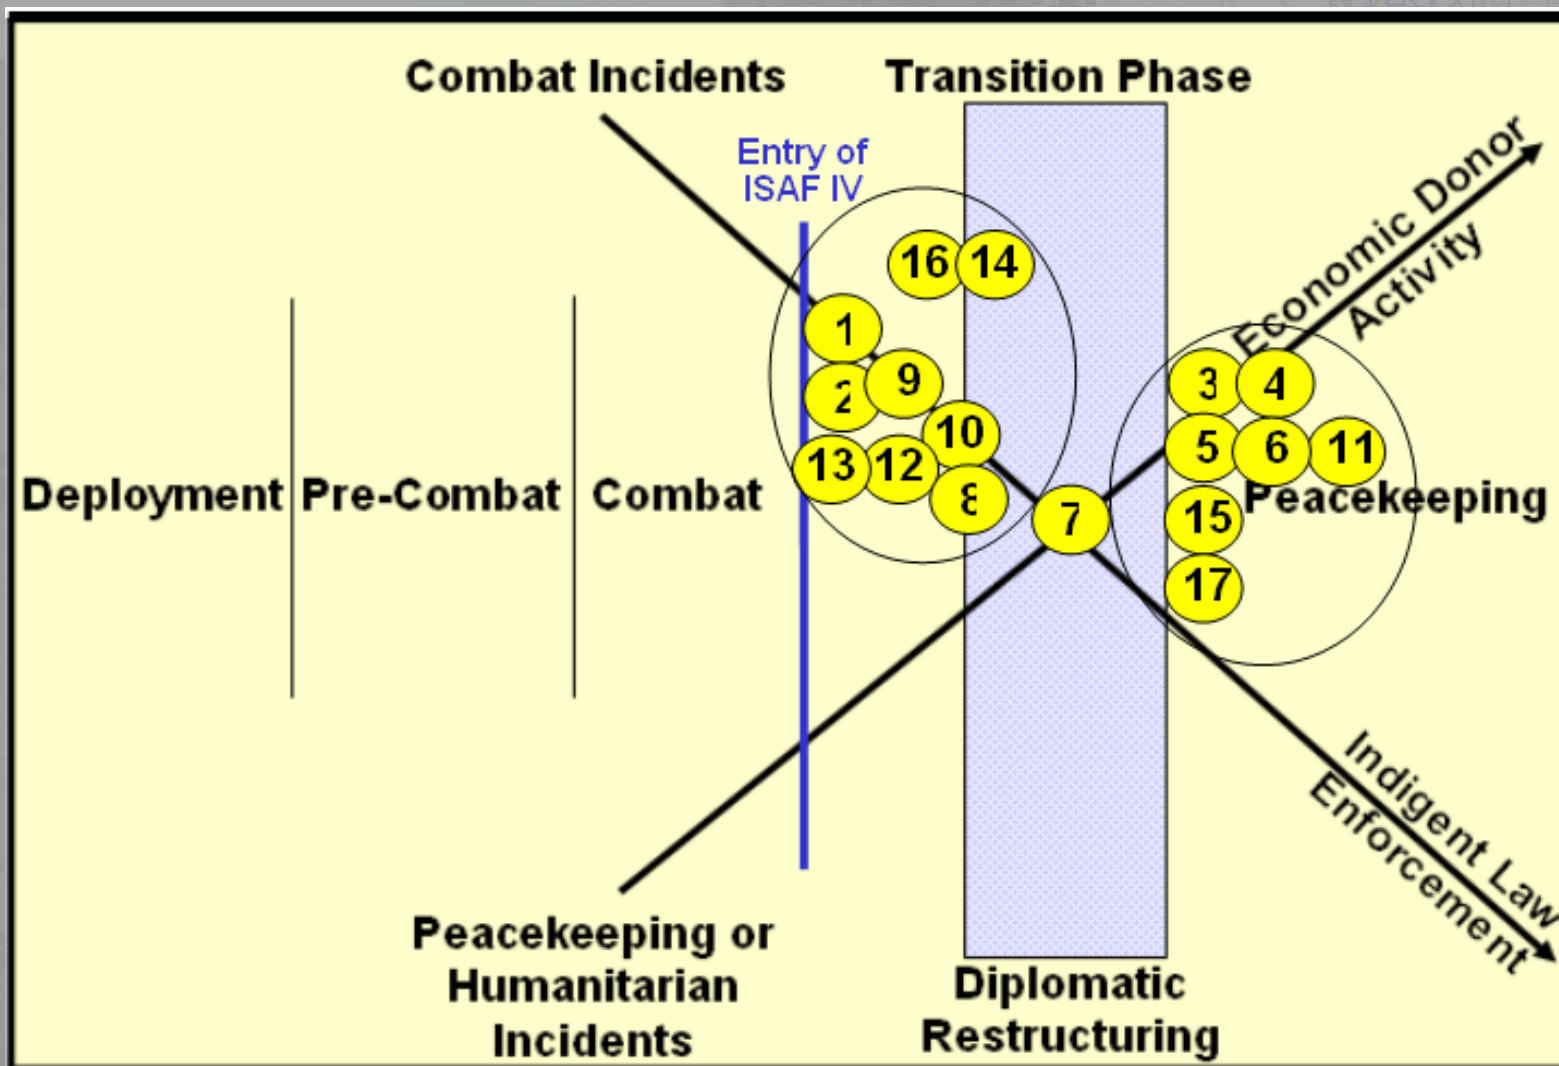 Combat Incidents
Transition Phase
Entry of
ISAF IV
Economic Donor
Activity
16
14
1
2
9
10
13
12
8
7
3
4
5
6
11
15
17
Deployment
Pre-Combat
Combat
Peacekeeping
Indigent Law
Enforcement
Peacekeeping or
Humanitarian
Incidents
Diplomatic
Restructuring